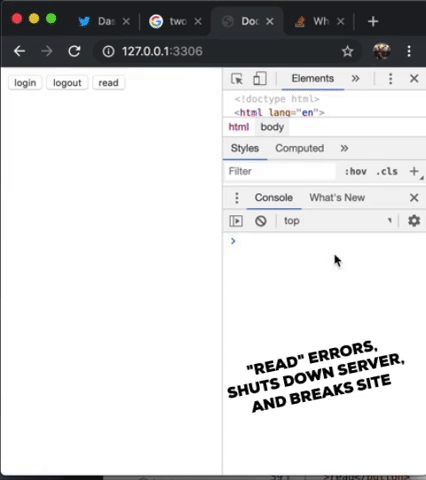 Das
two
Doc
Wh
127.0.0.1:3306
login logout read
Elements
<!doctype html>
<html lang="en">
html body
Styles Computed
Filter :hov .cls
Console What's New
top
"READ" ERRORS,
SHUTS DOWN SERVER,
AND BREAKS SITE